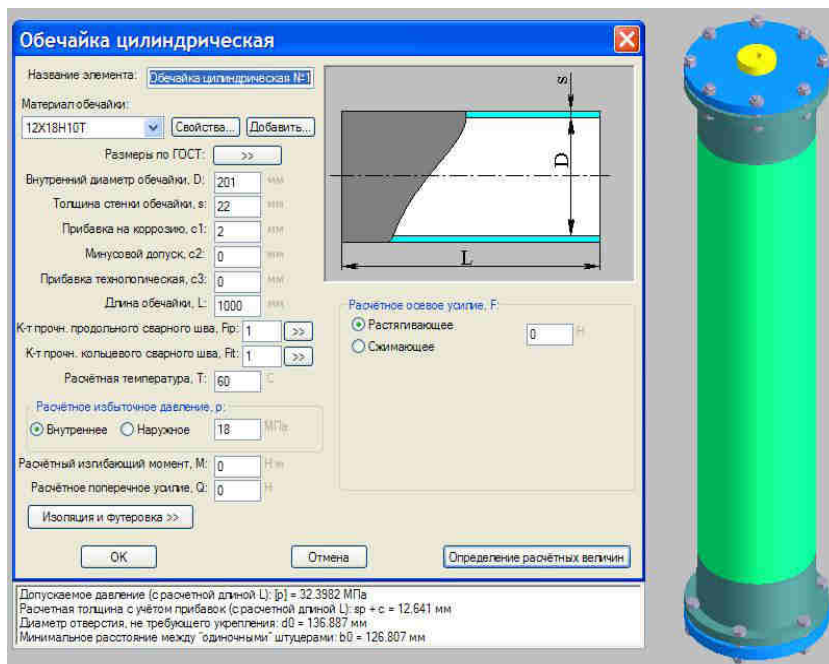 Обечайка цилиндрическая
Название элемента: Обечайка цилиндрическая №1
Материал обечайки:
12Х18Н10Т Свойства... Добавить...
Размеры по ГОСТ: >>
Внутренний диаметр обечайки, D: 201 мм
Толщина стенки обечайки, s: 22 мм
Прибавка на коррозию, c1: 2 мм
Минусовой допуск, c2: 0 мм
Прибавка технологическая, c3: 0 мм
Длина обечайки, L: 1000 мм
К-т прочн. продольного сварного шва, Fip: 1 >>
К-т прочн. кольцевого сварного шва, Fit: 1 >>
Расчётная температура, T: 60 C
Расчётное избыточное давление, p:
Внутреннее Наружное 18 МПа
Расчётный изгибающий момент, M: 0 Н м
Расчётное поперечное усилие, Q: 0 Н
Изоляция и футеровка >>
s
D
L
Расчётное осевое усилие, F:
Растягивающее 0 Н
Сжимающее
OK Отмена Определение расчётных величин
Допускаемое давление (с расчетной длиной L): [p] = 32.3982 МПа
Расчетная толщина с учётом прибавок (с расчетной длиной L): sp + c = 12.641 мм
Диаметр отверстия, не требующего укрепления: d0 = 136.887 мм
Минимальное расстояние между "одиночными" штуцерами: b0 = 126.807 мм